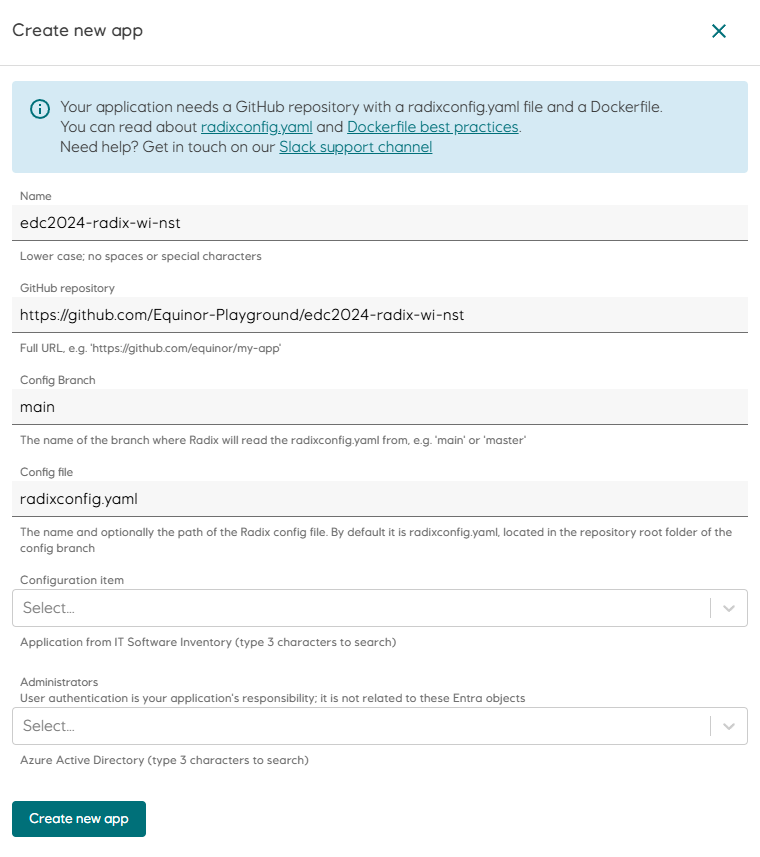 Create new app
Your application needs a GitHub repository with a radixconfig.yaml file and a Dockerfile.
You can read about radixconfig.yaml and Dockerfile best practices.
Need help? Get in touch on our Slack support channel
Name
edc2024-radix-wi-nst
Lower case; no spaces or special characters
GitHub repository
https://github.com/Equinor-Playground/edc2024-radix-wi-nst
Full URL, e.g. 'https://github.com/equinor/my-app'
Config Branch
main
The name of the branch where Radix will read the radixconfig.yaml from, e.g. 'main' or 'master'
Config file
radixconfig.yaml
The name and optionally the path of the Radix config file. By default it is radixconfig.yaml, located in the repository root folder of the
config branch
Configuration item
Select...
Application from IT Software Inventory (type 3 characters to search)
Administrators
User authentication is your application's responsibility; it is not related to these Entra objects
Select...
Azure Active Directory (type 3 characters to search)
Create new app